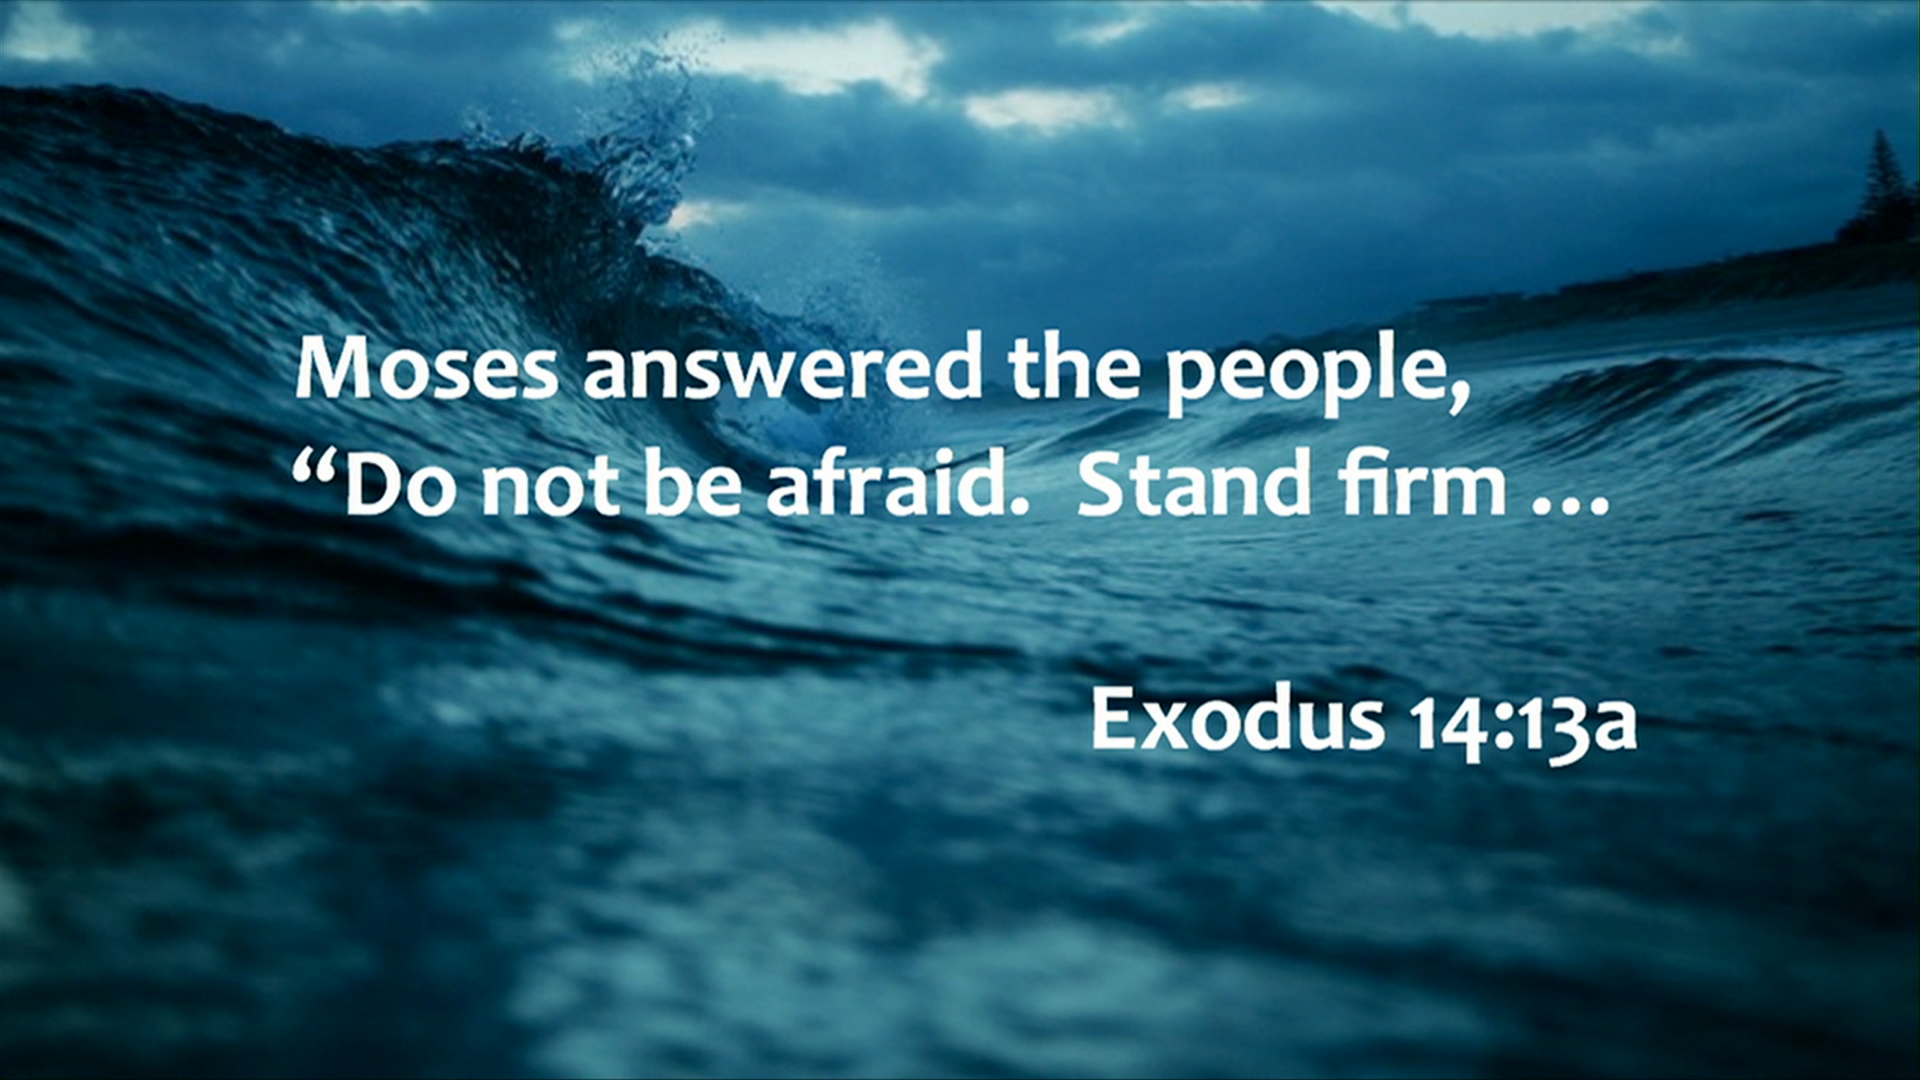 Moses answered the people,
“Do not be afraid.  Stand firm ...
Exodus 14:13a